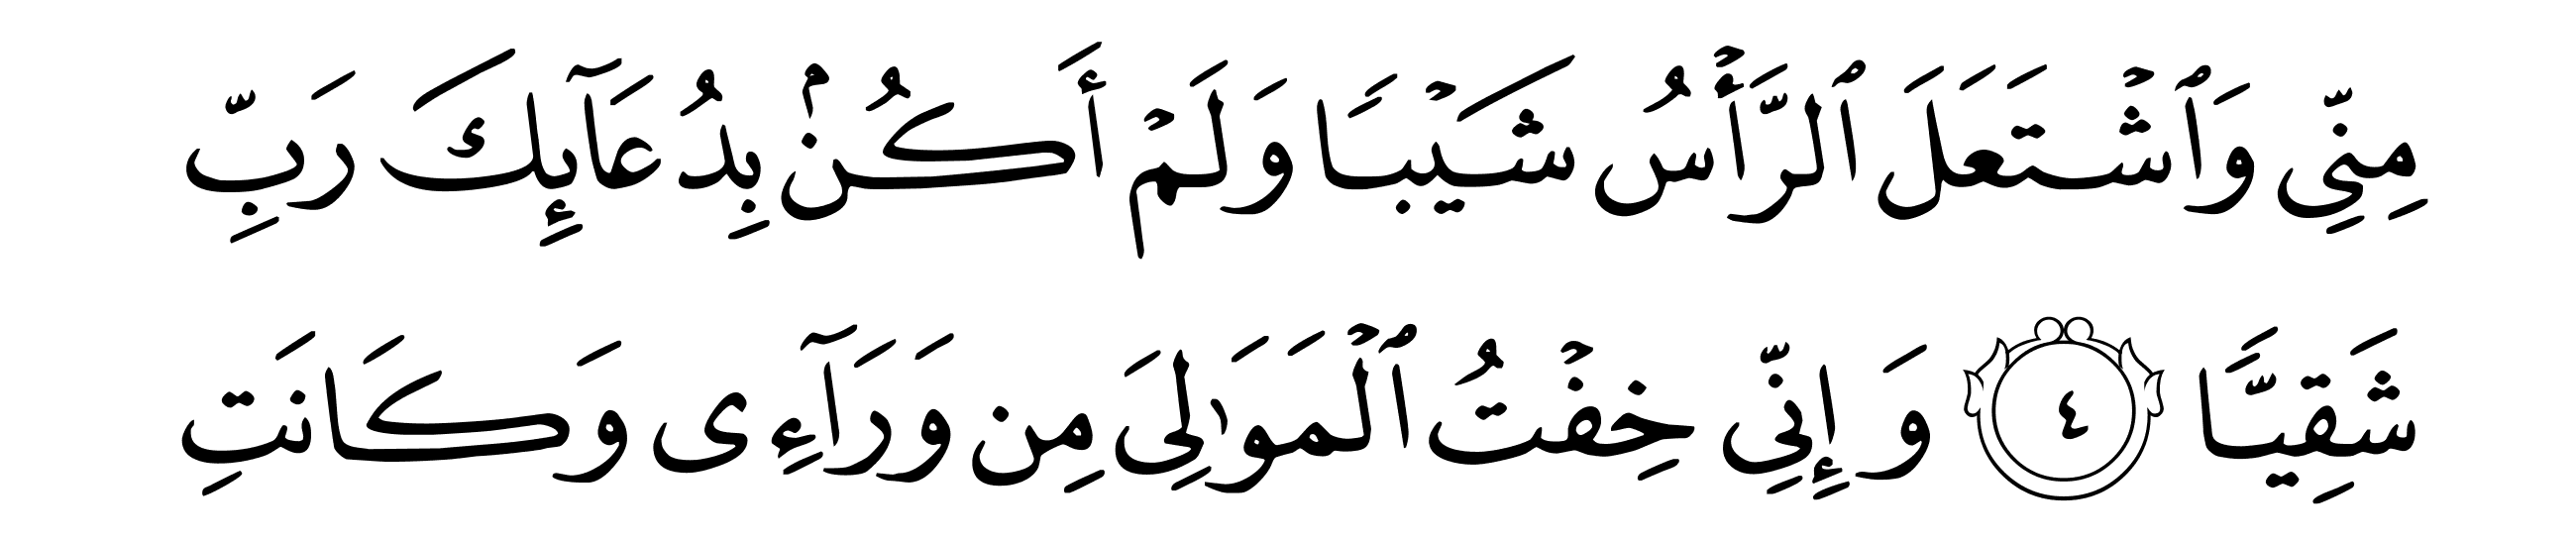 مِنِّي وَٱشۡتَعَلَ ٱلرَّأۡسُ شَيۡبٗا وَلَمۡ أَكُنۢ بِدُعَآئِكَ رَبِّ
شَقِيّٗا ٤ وَإِنِّي خِفۡتُ ٱلۡمَوَٰلِيَ مِن وَرَآءِي وَكَانَتِ